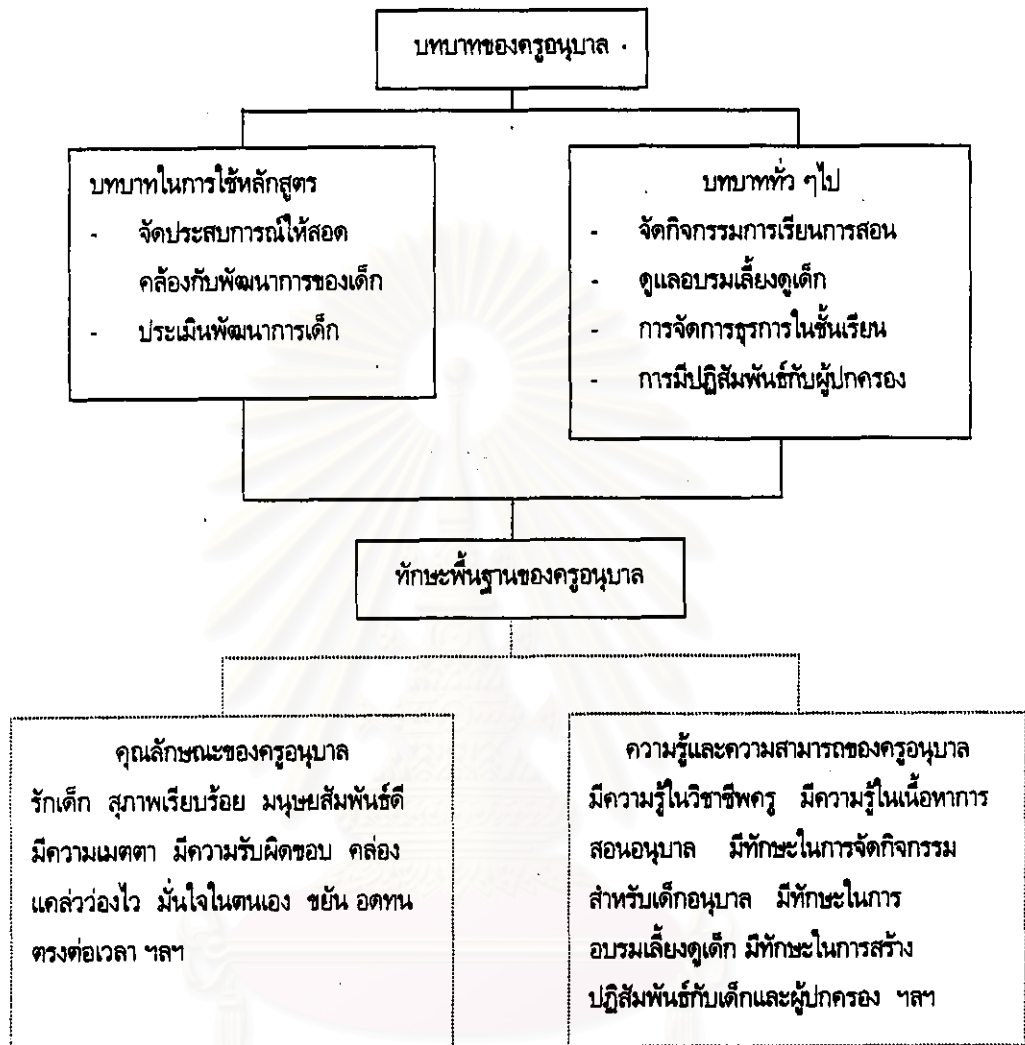 บทบาทของครูอนุบาล
บทบาทในการใช้หลักสูตร
- จัดประสบการณ์ให้สอด
คล้องกับพัฒนาการของเด็ก
- ประเมินพัฒนาการเด็ก
บทบาททั่ว ๆไป
- จัดกิจกรรมการเรียนการสอน
- ดูแลอบรมเลี้ยงดูเด็ก
- การจัดการธุรการในชั้นเรียน
- การมีปฏิสัมพันธ์กับผู้ปกครอง
ทักษะพื้นฐานของครูอนุบาล
คุณลักษณะของครูอนุบาล
รักเด็ก สุภาพเรียบร้อย มนุษยสัมพันธ์ดี
มีความเมตตา มีความรับผิดชอบ คล่อง
แคล่วว่องไว มั่นใจในตนเอง ขยัน อดทน
ตรงต่อเวลา ฯลฯ
ความรู้และความสามารถของครูอนุบาล
มีความรู้ในวิชาชีพครู มีความรู้ในเนื้อหาการ
สอนอนุบาล มีทักษะในการจัดกิจกรรม
สำหรับเด็กอนุบาล มีทักษะในการ
อบรมเลี้ยงดูเด็ก มีทักษะในการสร้าง
ปฏิสัมพันธ์กับเด็กและผู้ปกครอง ฯลฯ